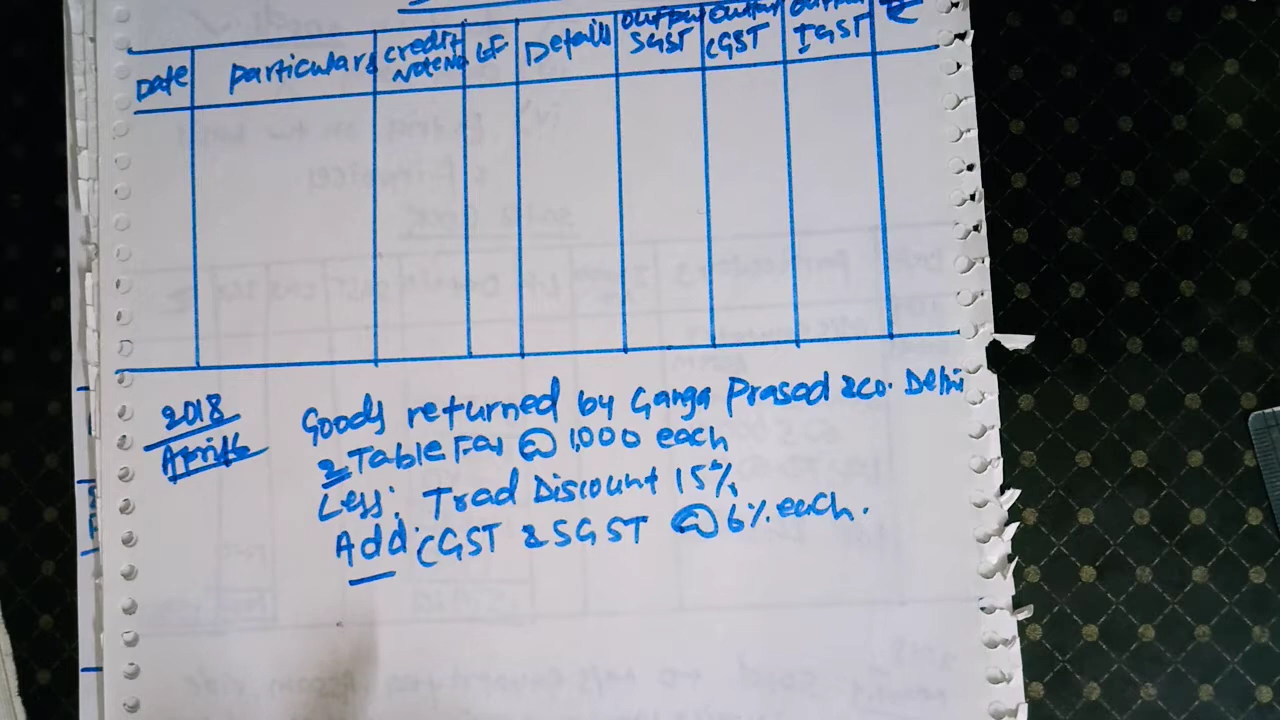 Date Particulars Credit Note No LF Details Output SGST Output CGST Output IGST ₹
2018 Goods returned by Ganga Prasad & co. Delhi
April 6 2 Table Fan @ 1,000 each
Less: Trad Discount 15%
Add: CGST & SGST @ 6% each.